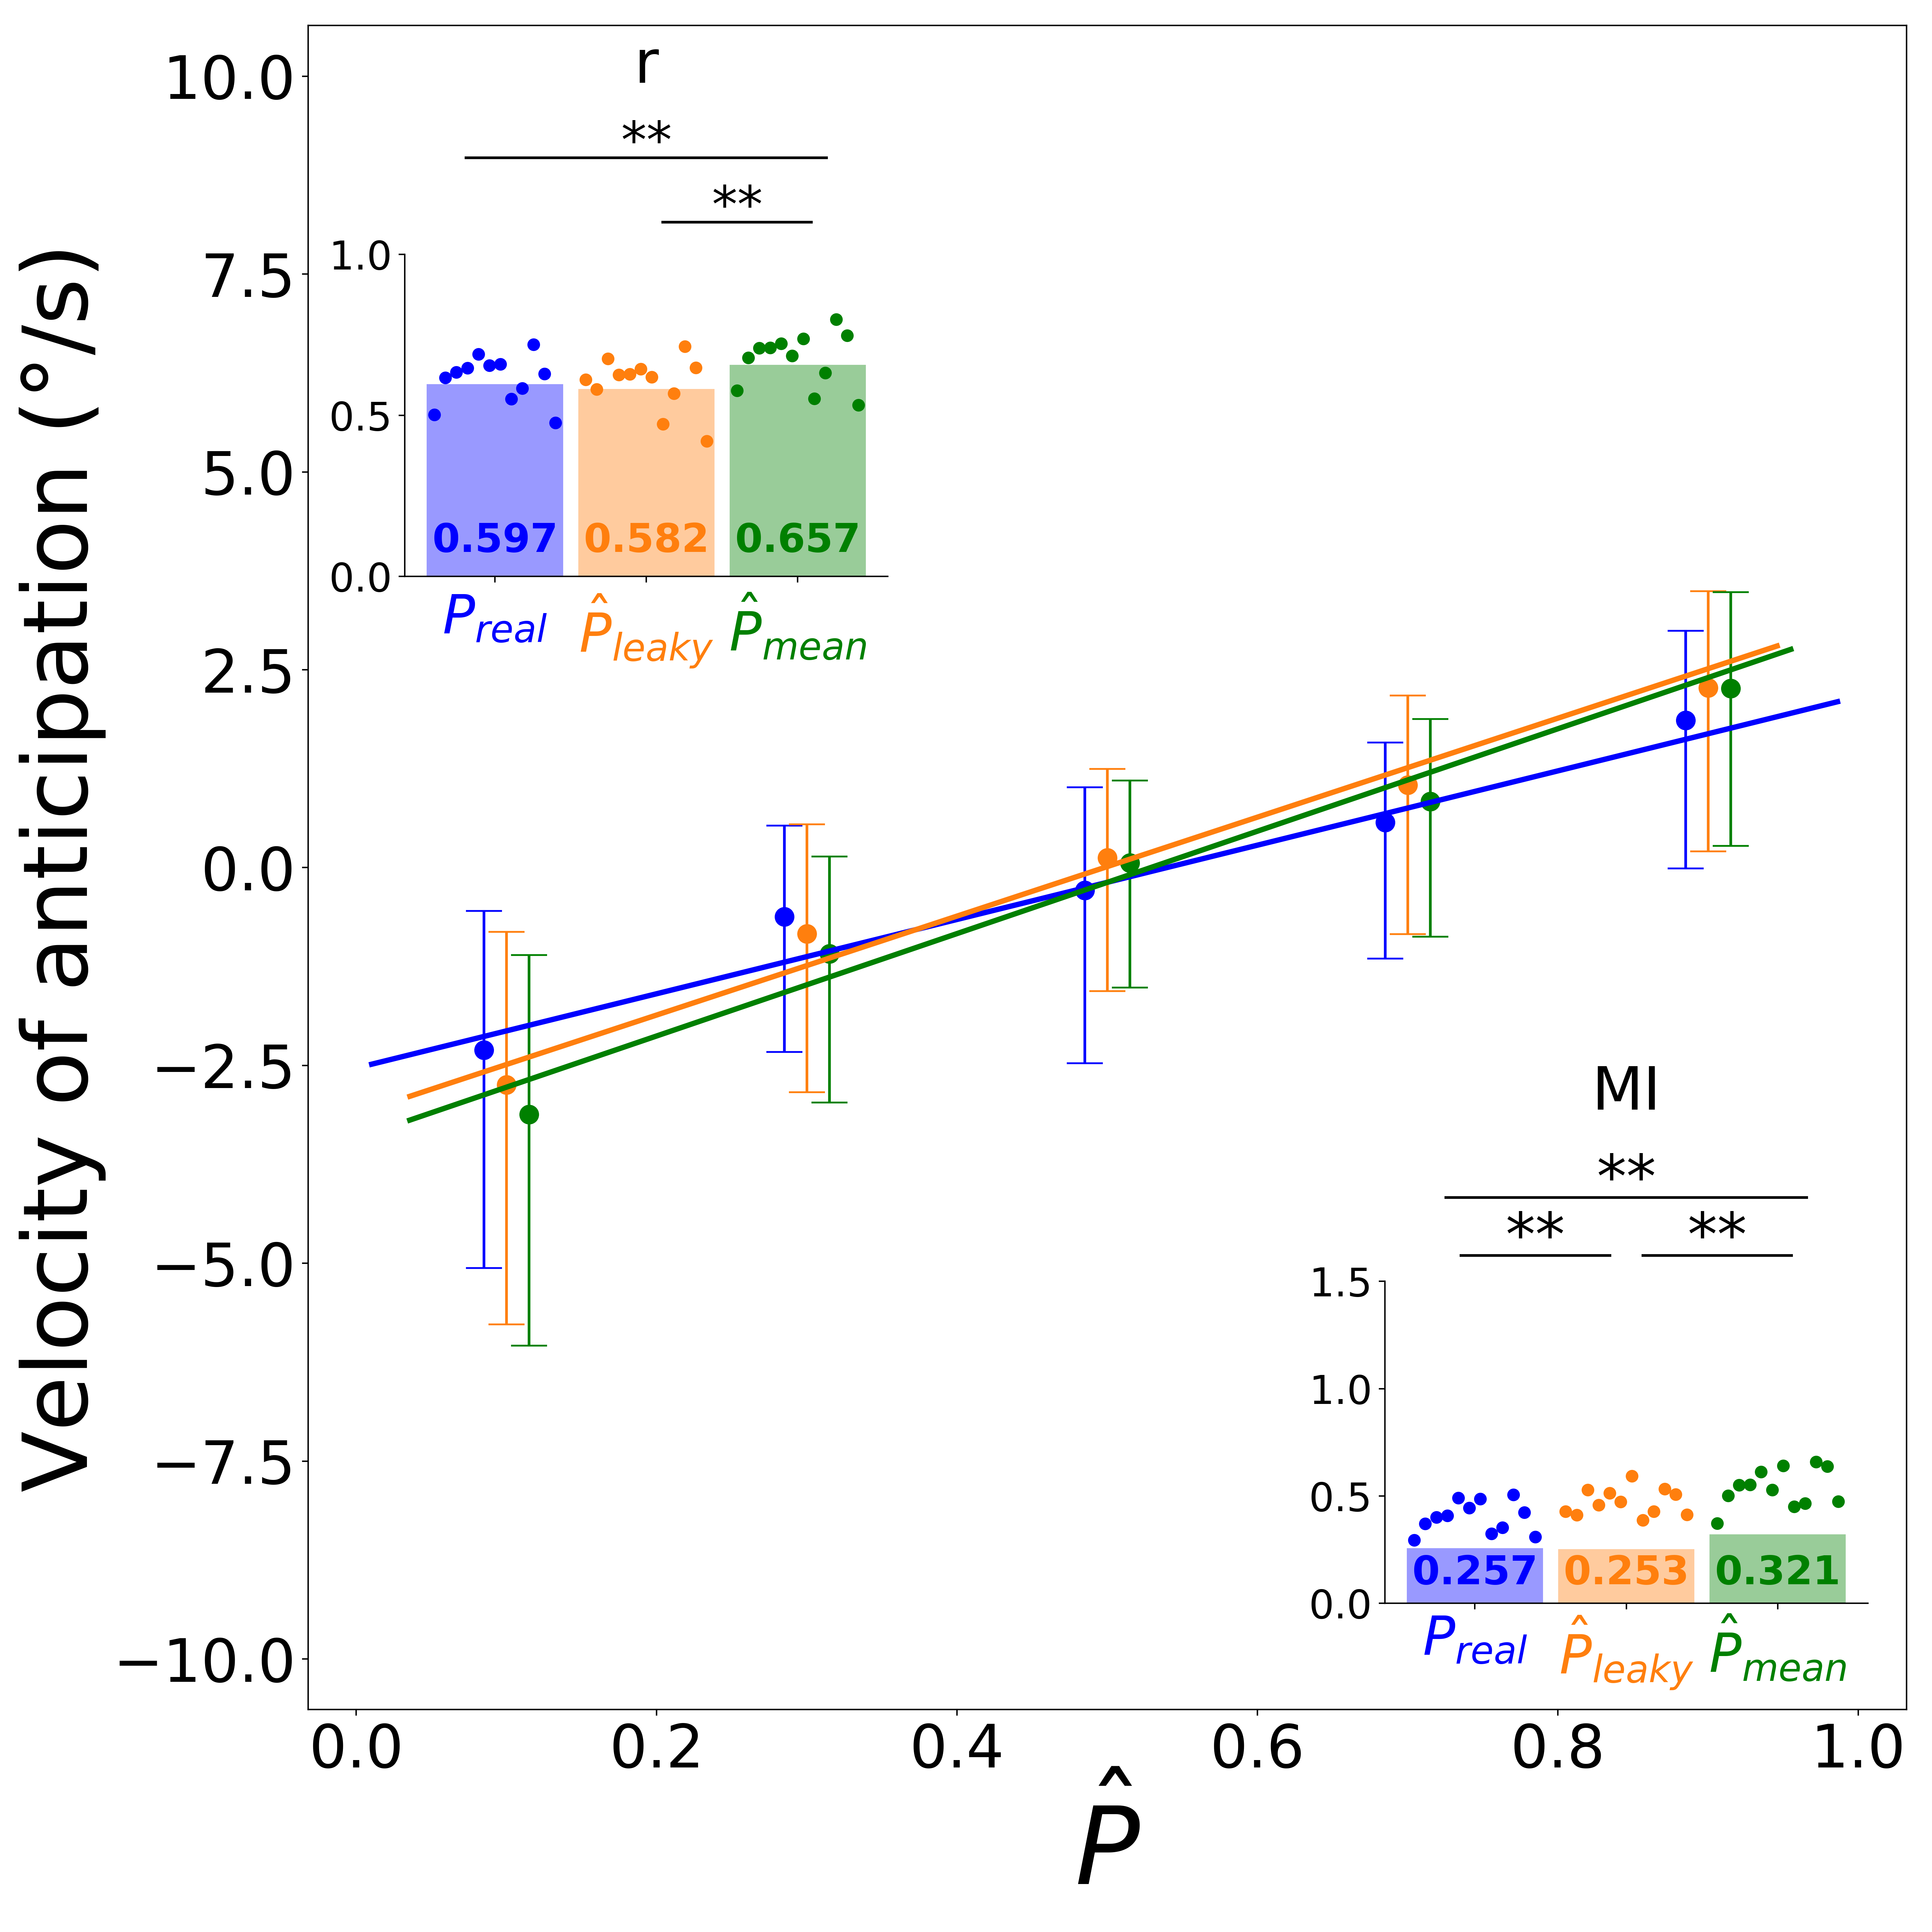 Velocity of anticipation (°/s)
10.0
7.5
5.0
2.5
0.0
−2.5
−5.0
−7.5
−10.0
r
**
**
1.0
0.5
0.0
0.597 0.582 0.657
P_real P̂_leaky P̂_mean
MI
**
** **
1.5
1.0
0.5
0.0
0.257 0.253 0.321
P_real P̂_leaky P̂_mean
0.0 0.2 0.4 0.6 0.8 1.0
P̂